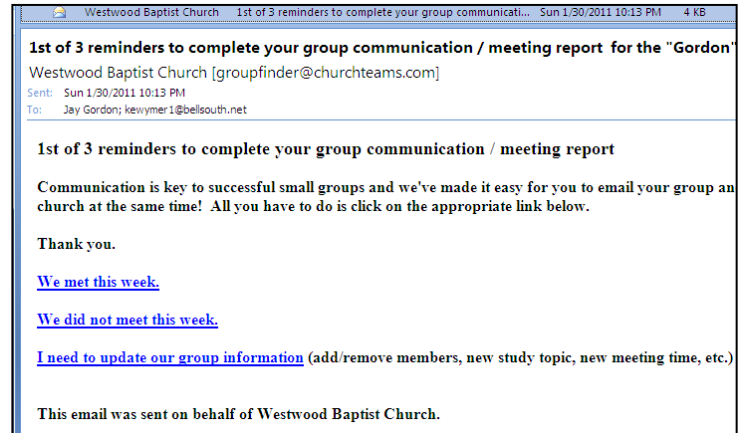 Westwood Baptist Church 1st of 3 reminders to complete your group communicati... Sun 1/30/2011 10:13 PM 4 KB
1st of 3 reminders to complete your group communication / meeting report for the "Gordon"
Westwood Baptist Church [groupfinder@churchteams.com]
Sent: Sun 1/30/2011 10:13 PM
To: Jay Gordon; kewymer1@bellsouth.net
1st of 3 reminders to complete your group communication / meeting report
Communication is key to successful small groups and we've made it easy for you to email your group an
church at the same time! All you have to do is click on the appropriate link below.
Thank you.
We met this week.
We did not meet this week.
I need to update our group information (add/remove members, new study topic, new meeting time, etc.)
This email was sent on behalf of Westwood Baptist Church.